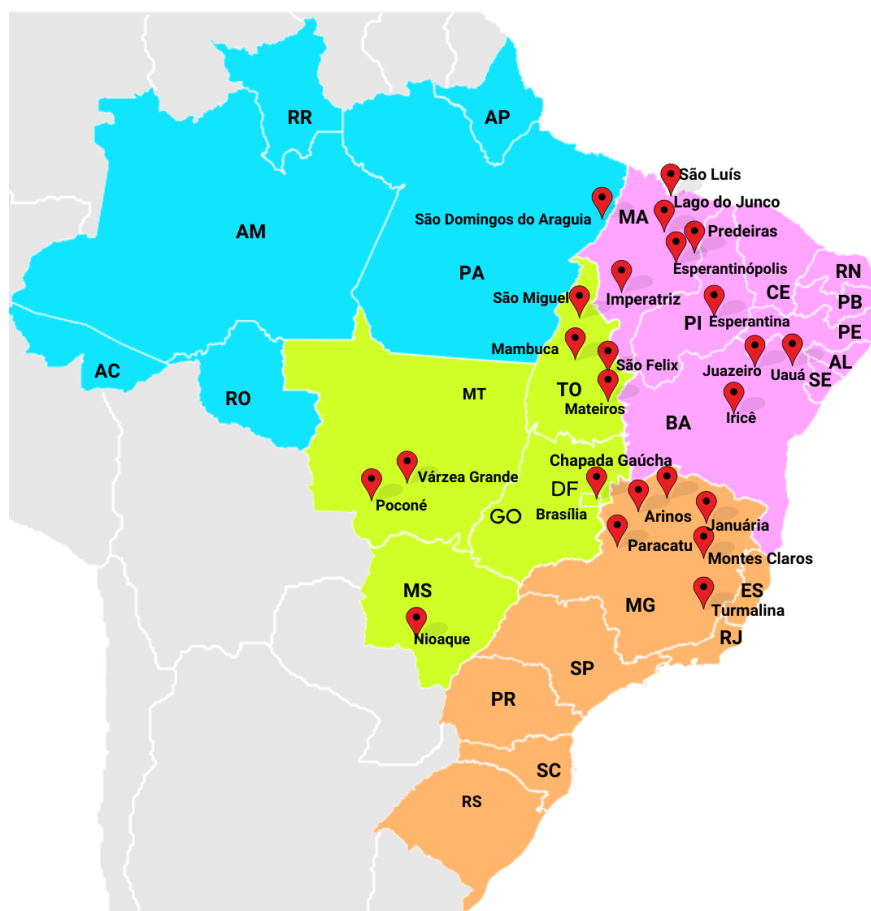 RR
AP
São Luís
Lago do Junco
São Domingos do Araguia
MA
AM
Predeiras
PA
Esperantinópolis
RN
São Miguel
Imperatriz
CE
PB
PI
Esperantina
PE
Mambuca
São Felix
AL
AC
Juazeiro
Uauá
SE
RO
MT
TO
Mateiros
Iricê
BA
Chapada Gaúcha
Várzea Grande
DF
Poconé
GO
Brasília
Arinos
Januária
Paracatu
Montes Claros
MS
ES
MG
Turmalina
Nioaque
RJ
SP
PR
SC
RS